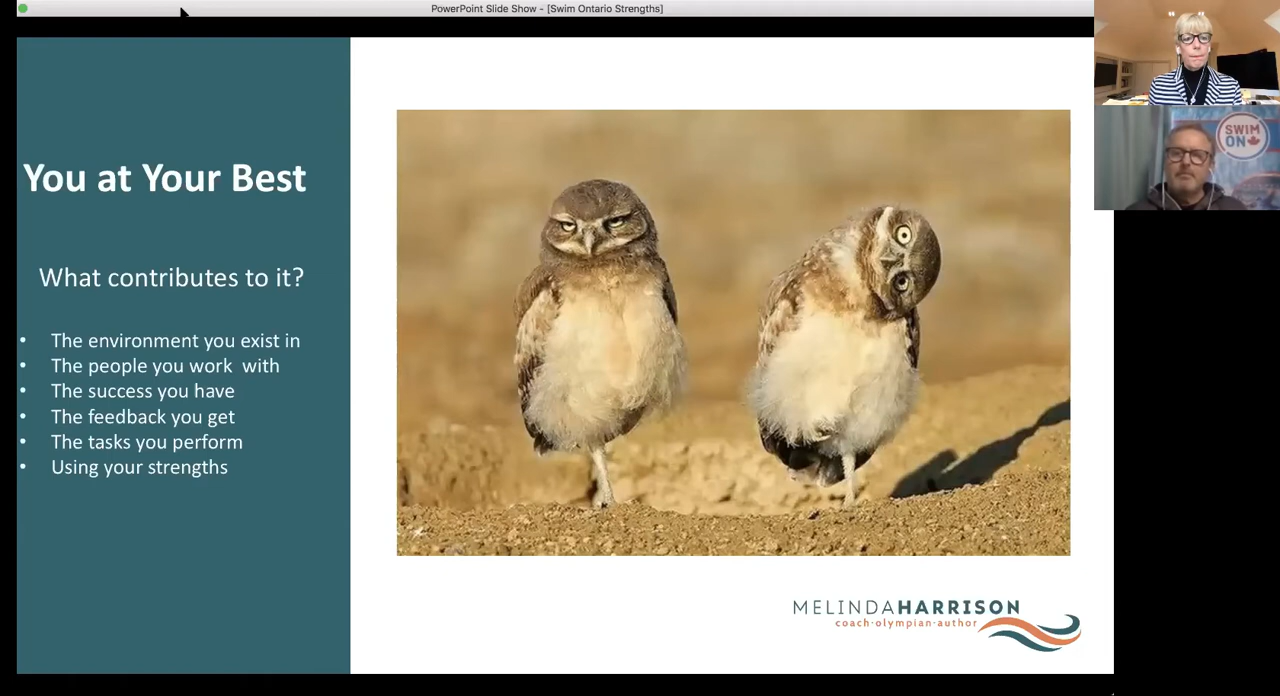 PowerPoint Slide Show - [Swim Ontario Strengths]
You at Your Best
What contributes to it?
• The environment you exist in
• The people you work with
• The success you have
• The feedback you get
• The tasks you perform
• Using your strengths
MELINDAHARRISON
coach·olympian·author
SWIM
ON